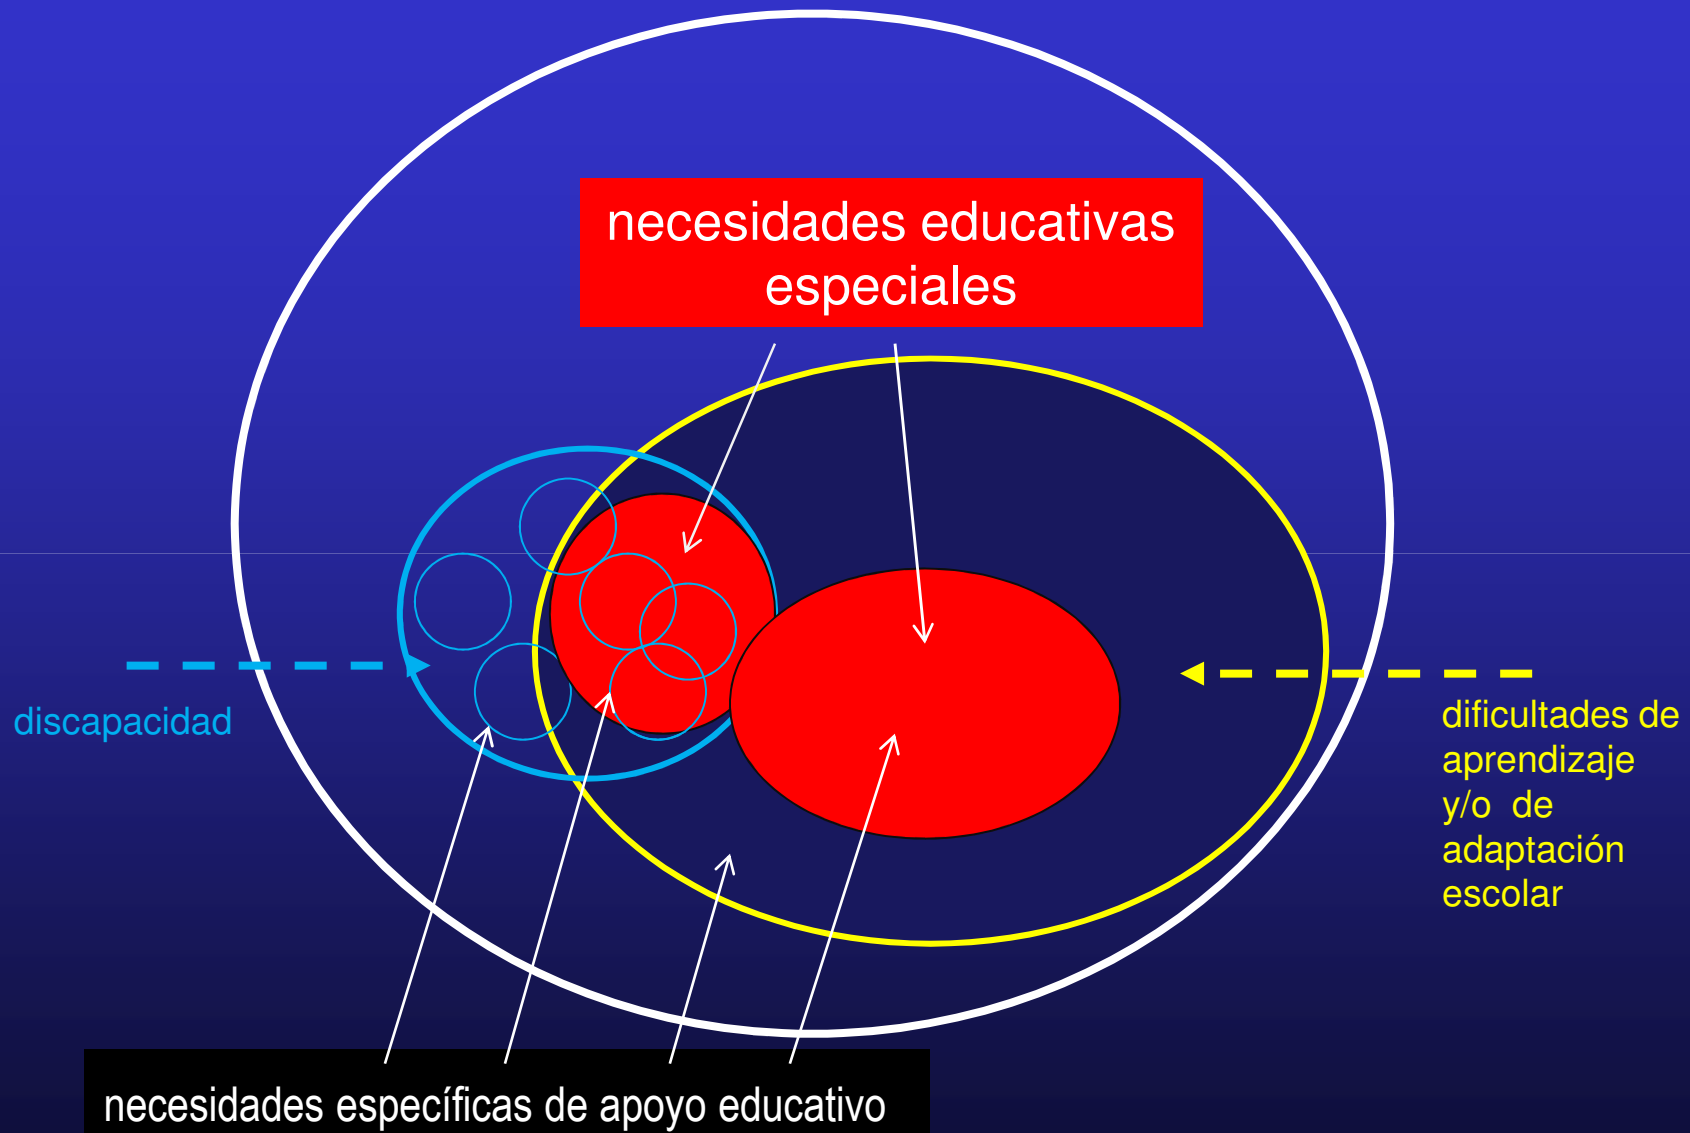 necesidades educativas
especiales
discapacidad
dificultades de
aprendizaje
y/o de
adaptación
escolar
necesidades específicas de apoyo educativo